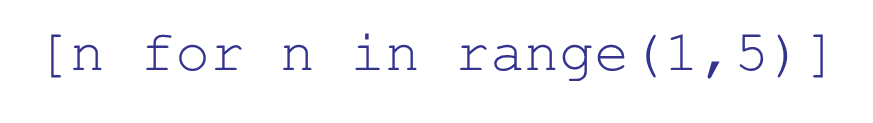 [n for n in range(1,5)]